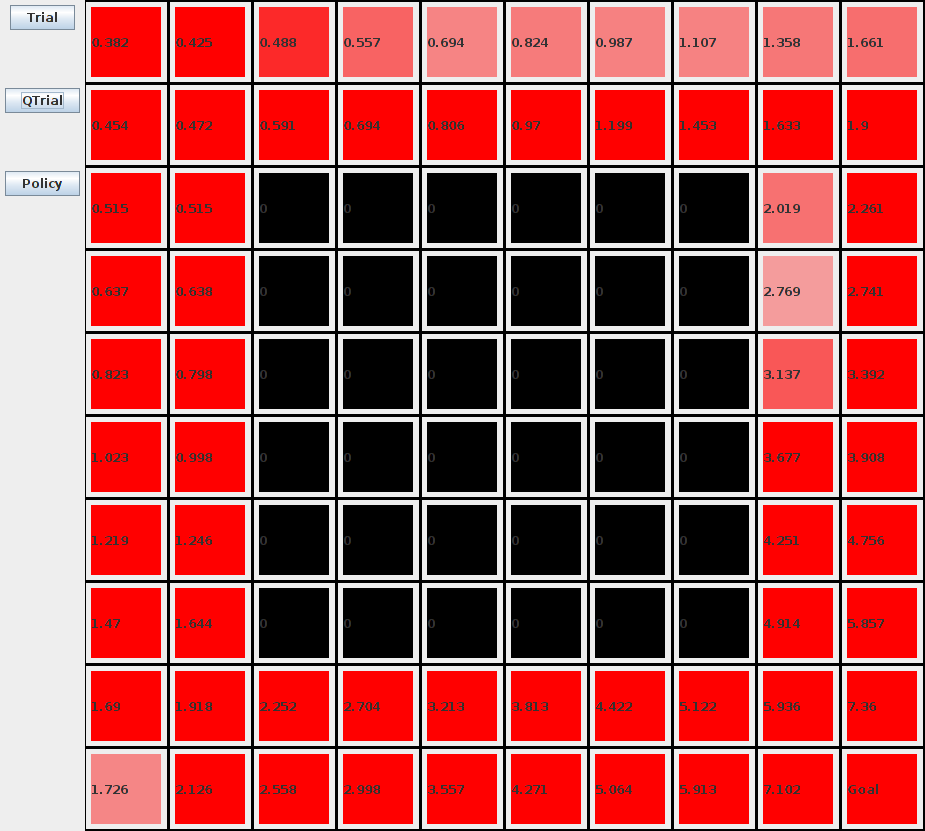 Trial 0.382 0.425 0.488 0.557 0.694 0.824 0.987 1.107 1.358 1.661
QTrial 0.454 0.472 0.591 0.694 0.806 0.97 1.199 1.453 1.633 1.9
Policy 0.515 0.515 0 0 0 0 0 0 2.019 2.261
0.637 0.638 0 0 0 0 0 0 2.769 2.741
0.823 0.798 0 0 0 0 0 0 3.137 3.392
1.023 0.998 0 0 0 0 0 0 3.677 3.908
1.219 1.246 0 0 0 0 0 0 4.251 4.756
1.47 1.644 0 0 0 0 0 0 4.914 5.857
1.69 1.918 2.252 2.704 3.213 3.813 4.422 5.122 5.936 7.36
1.726 2.126 2.558 2.998 3.557 4.271 5.064 5.913 7.102 Goal